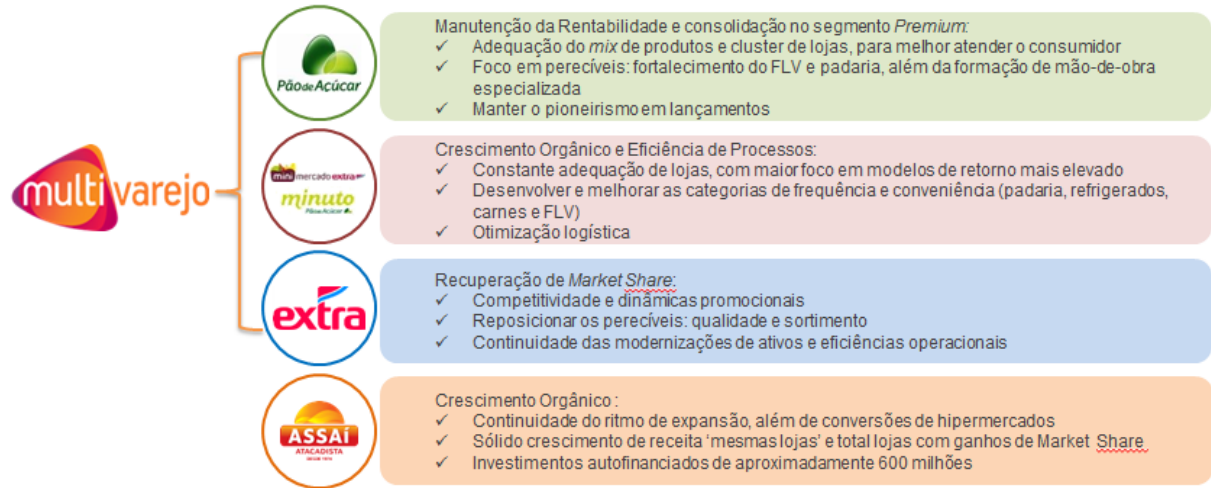 multivarejo
Pão de Açúcar
Manutenção da Rentabilidade e consolidação no segmento Premium:
✓ Adequação do mix de produtos e cluster de lojas, para melhor atender o consumidor
✓ Foco em perecíveis: fortalecimento do FLV e padaria, além da formação de mão-de-obra
especializada
✓ Manter o pioneirismo em lançamentos
mini mercado extra
minuto
Pão de Açúcar
Crescimento Orgânico e Eficiência de Processos:
✓ Constante adequação de lojas, com maior foco em modelos de retorno mais elevado
✓ Desenvolver e melhorar as categorias de frequência e conveniência (padaria, refrigerados,
carnes e FLV)
✓ Otimização logística
extra
Recuperação de Market Share:
✓ Competitividade e dinâmicas promocionais
✓ Reposicionar os perecíveis: qualidade e sortimento
✓ Continuidade das modernizações de ativos e eficiências operacionais
ASSAÍ
ATACADISTA
DESDE 1974
Crescimento Orgânico :
✓ Continuidade do ritmo de expansão, além de conversões de hipermercados
✓ Sólido crescimento de receita ‘mesmas lojas’ e total lojas com ganhos de Market Share
✓ Investimentos autofinanciados de aproximadamente 600 milhões